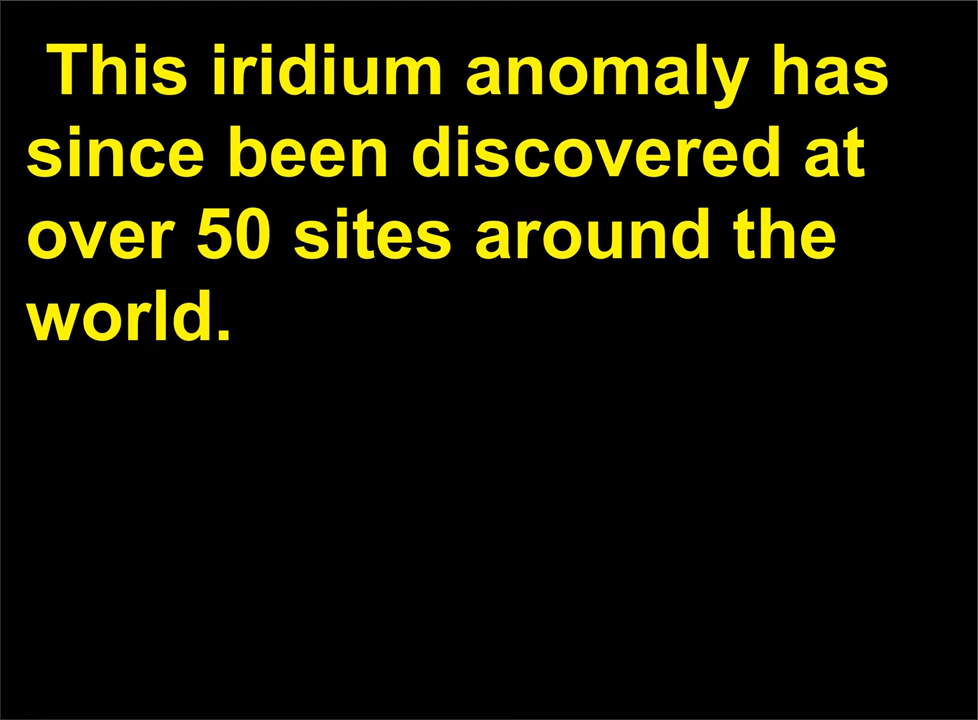 This iridium anomaly has
since been discovered at
over 50 sites around the
world.